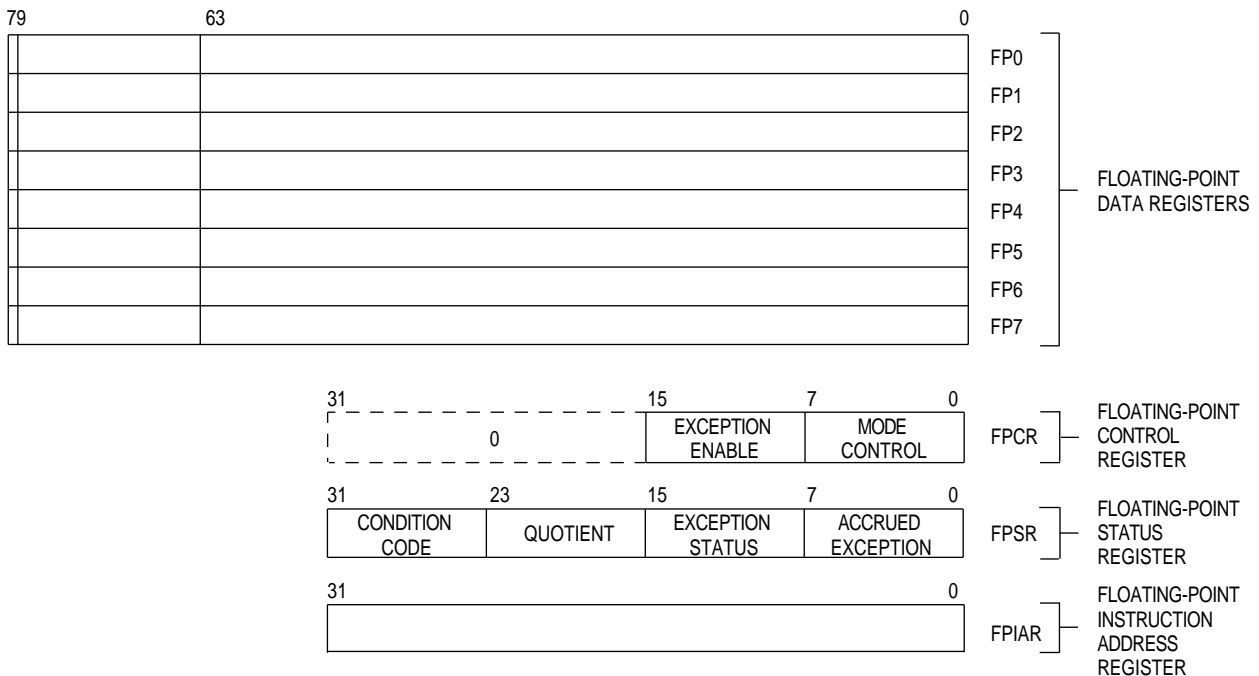 79 63 0
FP0
FP1
FP2
FP3
FP4
FP5
FP6
FP7
FLOATING-POINT
DATA REGISTERS
31 15 7 0
0
EXCEPTION
ENABLE
MODE
CONTROL
FPCR
FLOATING-POINT
CONTROL
REGISTER
31 23 15 7 0
CONDITION
CODE
QUOTIENT
EXCEPTION
STATUS
ACCRUED
EXCEPTION
FPSR
FLOATING-POINT
STATUS
REGISTER
31 0
FPIAR
FLOATING-POINT
INSTRUCTION
ADDRESS
REGISTER